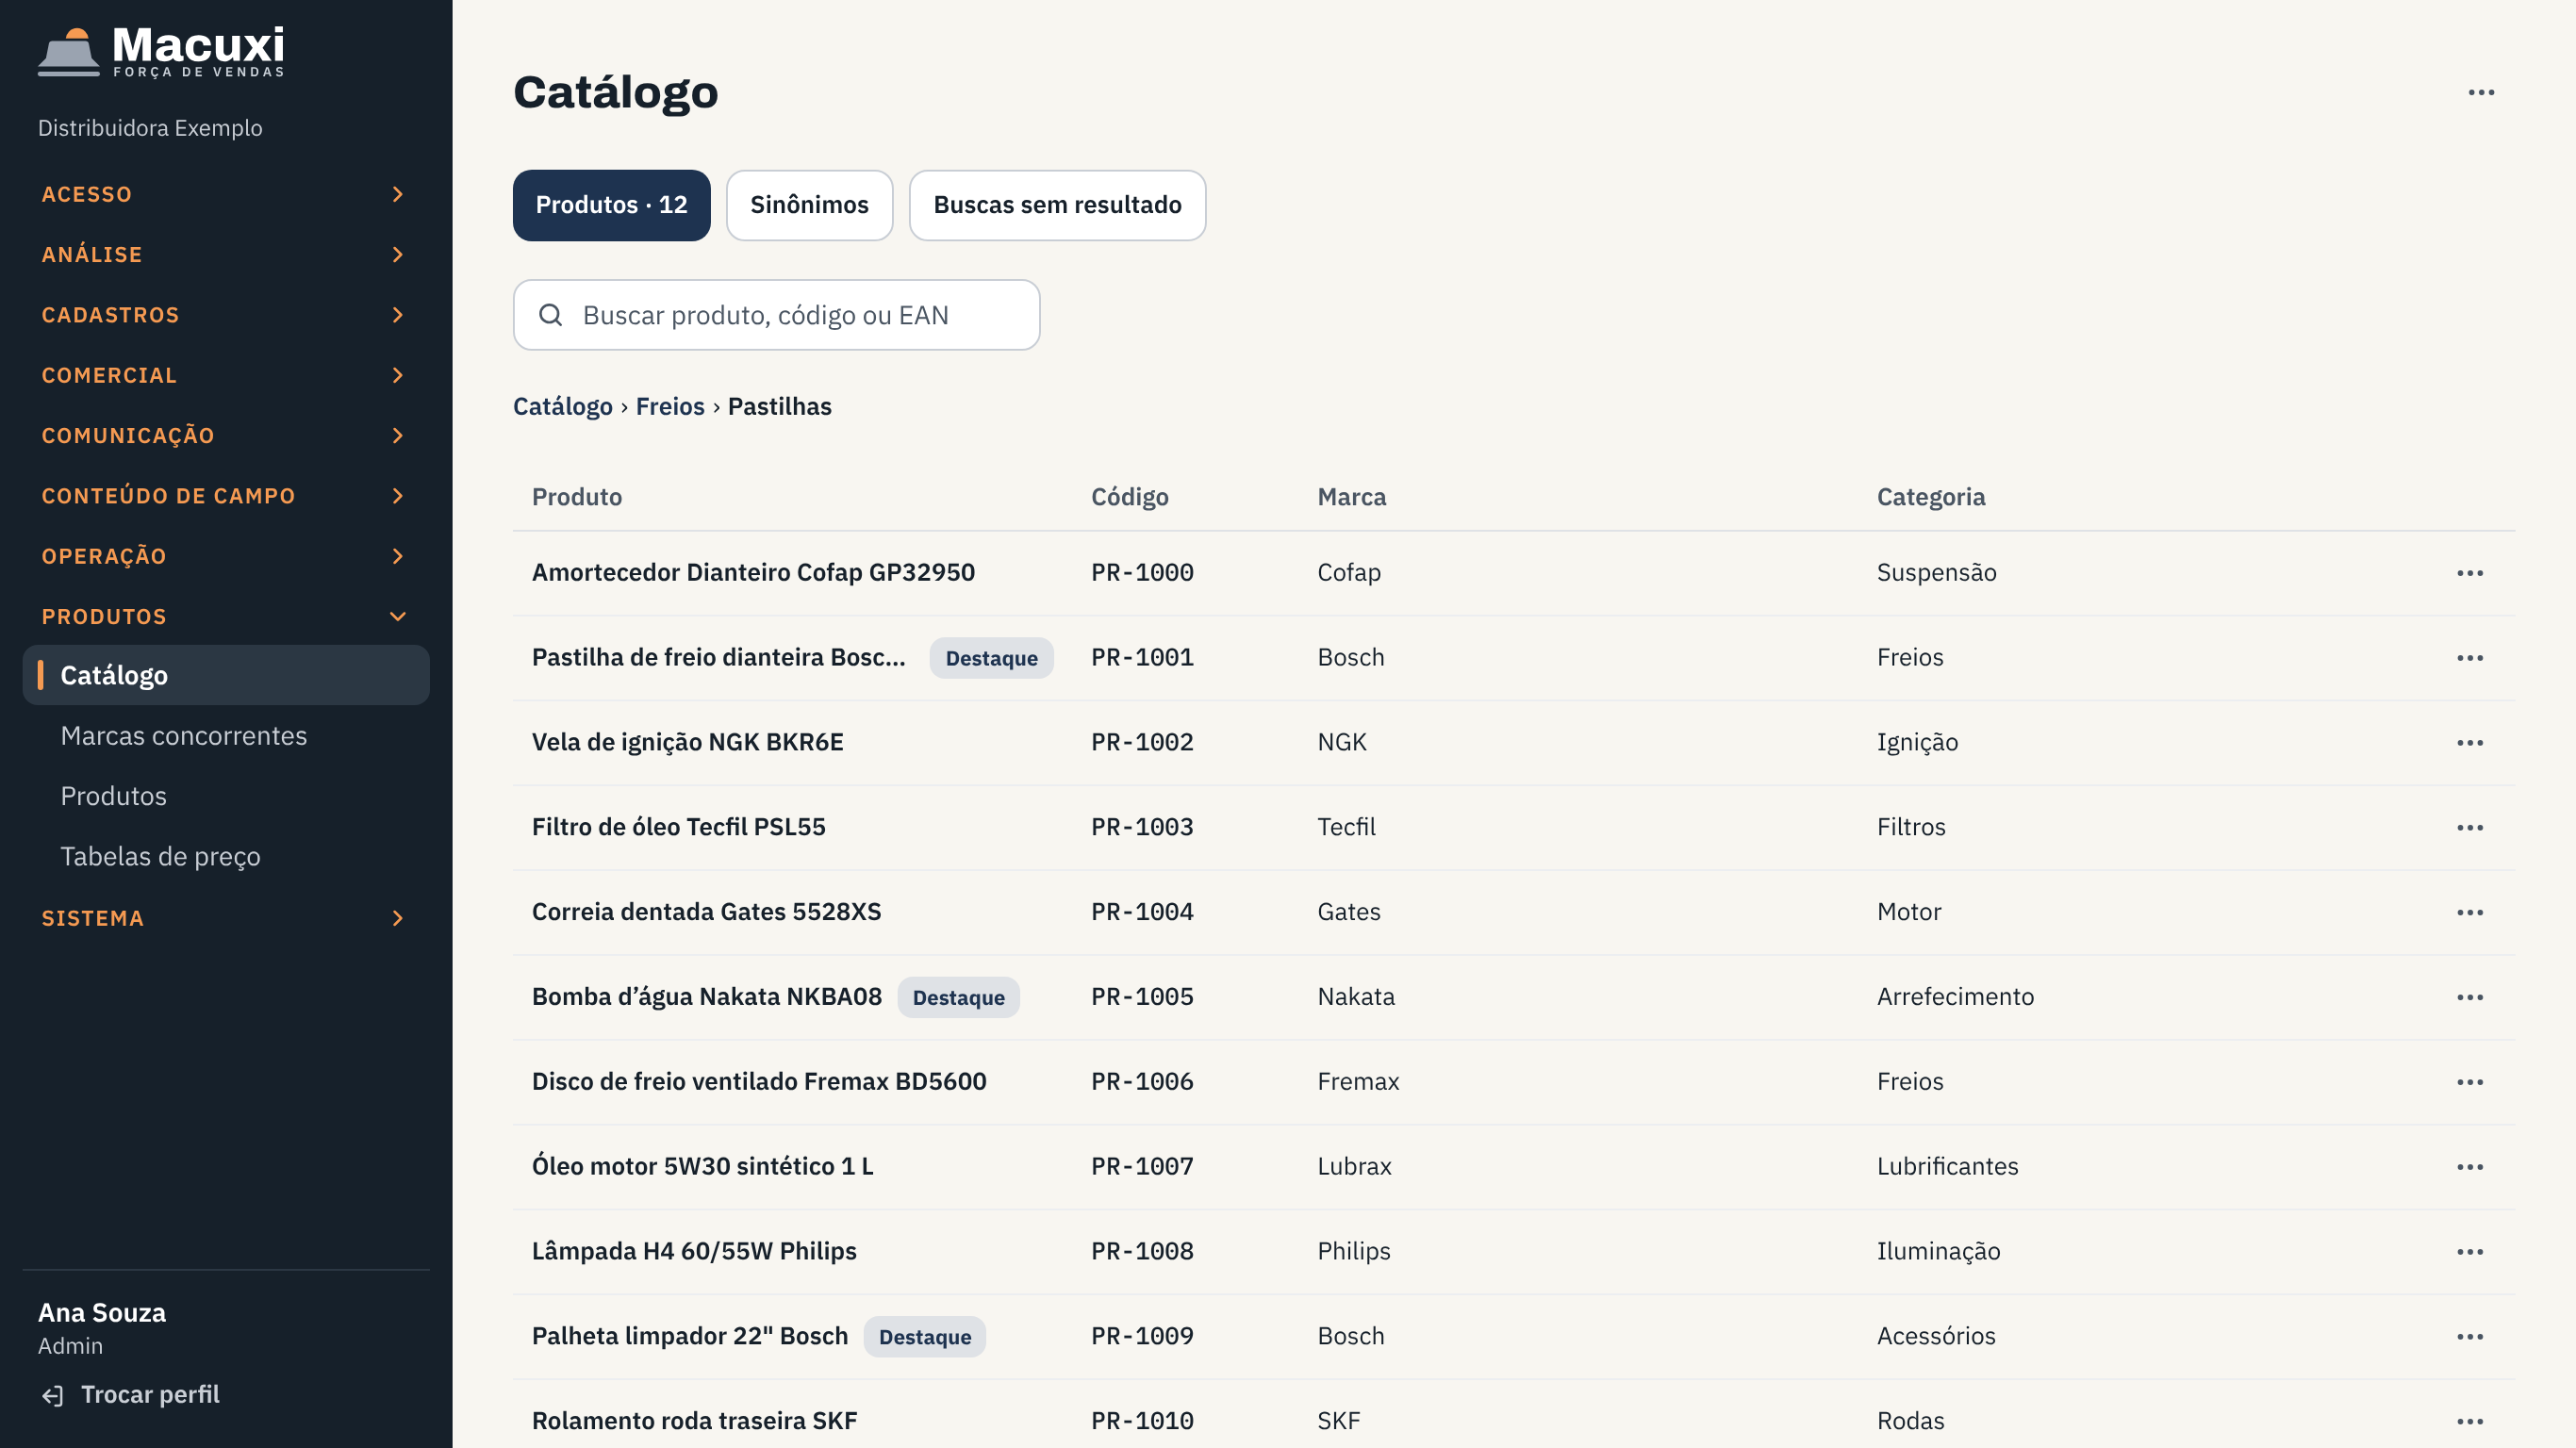 Macuxi
FORÇA DE VENDAS
Distribuidora Exemplo
ACESSO
ANÁLISE
CADASTROS
COMERCIAL
COMUNICAÇÃO
CONTEÚDO DE CAMPO
OPERAÇÃO
PRODUTOS
Catálogo
Marcas concorrentes
Produtos
Tabelas de preço
SISTEMA
Ana Souza
Admin
Trocar perfil
Catálogo
Produtos · 12 Sinônimos Buscas sem resultado
Buscar produto, código ou EAN
Catálogo › Freios › Pastilhas
Produto Código Marca Categoria
Amortecedor Dianteiro Cofap GP32950 PR-1000 Cofap Suspensão
Pastilha de freio dianteira Bosc... Destaque PR-1001 Bosch Freios
Vela de ignição NGK BKR6E PR-1002 NGK Ignição
Filtro de óleo Tecfil PSL55 PR-1003 Tecfil Filtros
Correia dentada Gates 5528XS PR-1004 Gates Motor
Bomba d’água Nakata NKBA08 Destaque PR-1005 Nakata Arrefecimento
Disco de freio ventilado Fremax BD5600 PR-1006 Fremax Freios
Óleo motor 5W30 sintético 1 L PR-1007 Lubrax Lubrificantes
Lâmpada H4 60/55W Philips PR-1008 Philips Iluminação
Palheta limpador 22" Bosch Destaque PR-1009 Bosch Acessórios
Rolamento roda traseira SKF PR-1010 SKF Rodas